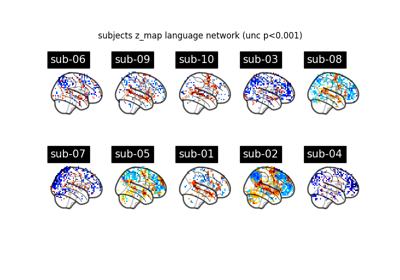 subjects z_map language network (unc p<0.001)
sub-06 sub-09 sub-10 sub-03 sub-08
sub-07 sub-05 sub-01 sub-02 sub-04